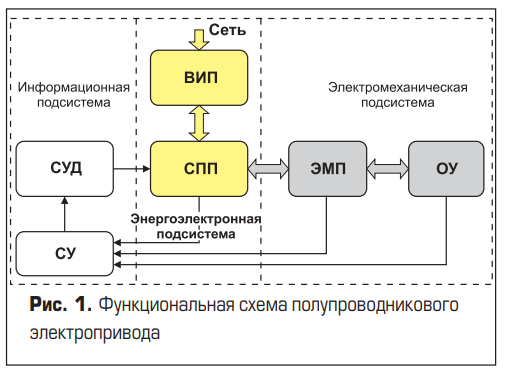 Сеть
ВИП
Информационная
подсистема
Электромеханическая
подсистема
СУД
СПП
ЭМП
ОУ
Энергоэлектронная
подсистема
СУ
Рис. 1. Функциональная схема полупроводникового
электропривода